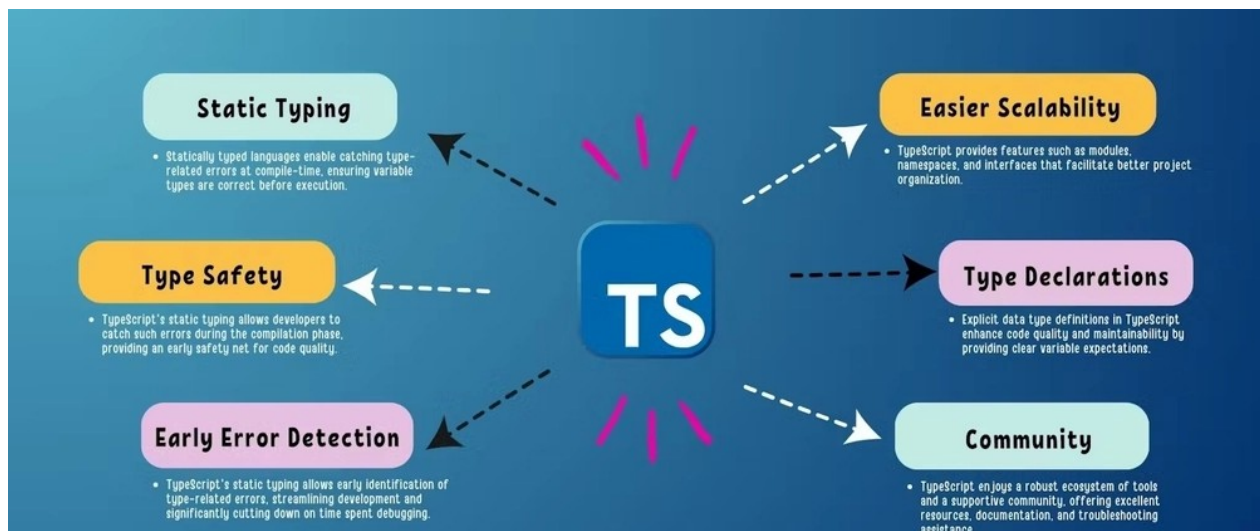 Static Typing
• Statically typed languages enable catching type-
related errors at compile-time, ensuring variable
types are correct before execution.
Type Safety
• TypeScript's static typing allows developers to
catch such errors during the compilation phase,
providing an early safety net for code quality.
Early Error Detection
• TypeScript's static typing allows early identification of
type-related errors, streamlining development and
significantly cutting down on time spent debugging.
TS
Easier Scalability
• TypeScript provides features such as modules,
namespaces, and interfaces that facilitate better project
organization.
Type Declarations
• Explicit data type definitions in TypeScript
enhance code quality and maintainability by
providing clear variable expectations.
Community
• TypeScript enjoys a robust ecosystem of tools
and a supportive community, offering excellent
resources, documentation, and troubleshooting
assistance.